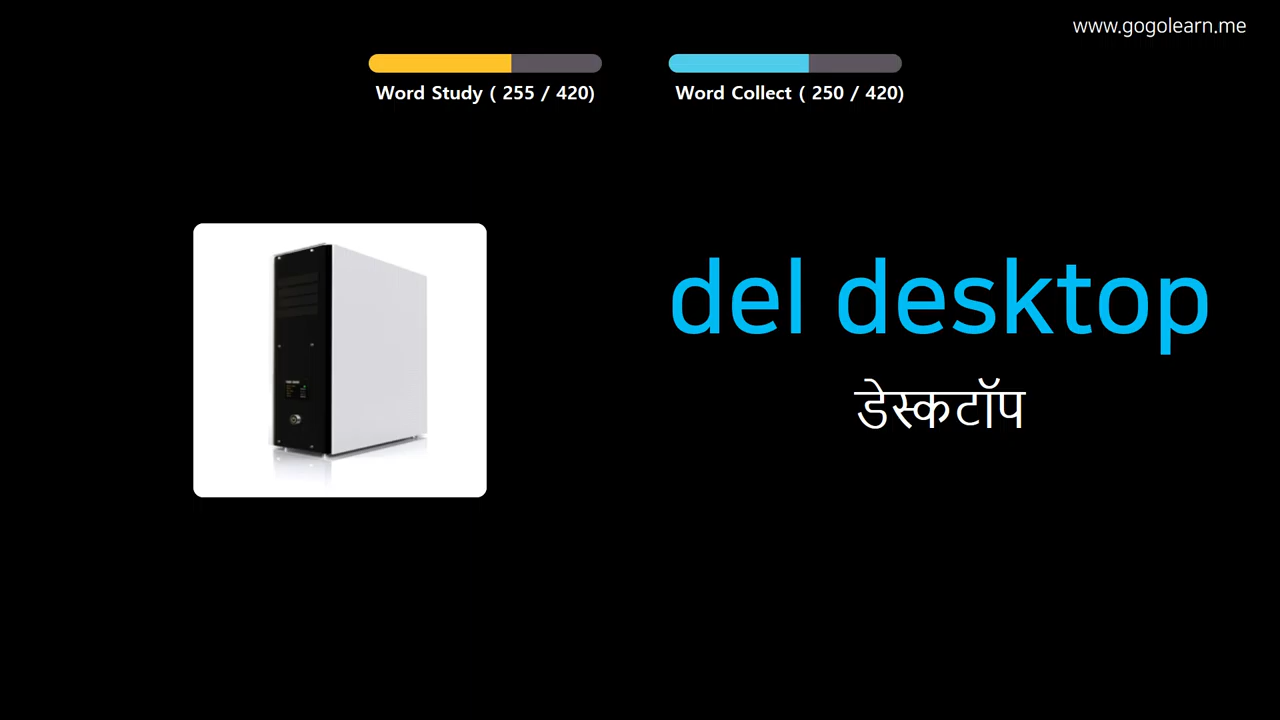 www.gogolearn.me
Word Study ( 255 / 420)
Word Collect ( 250 / 420)
del desktop
डेस्कटॉप